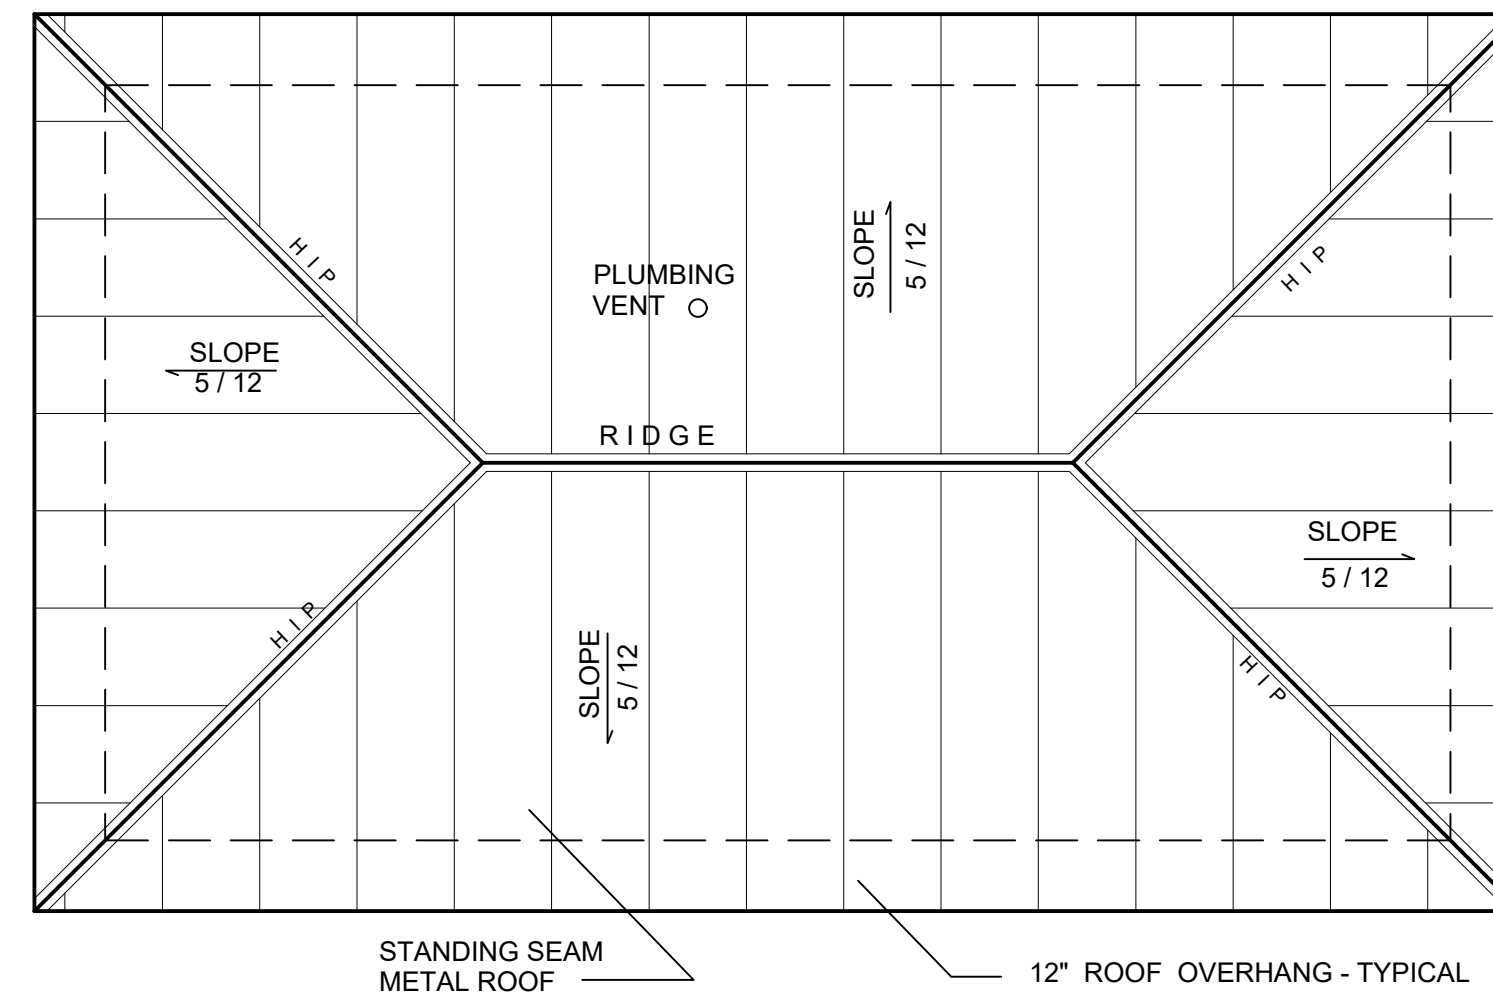 HIP
HIP
SLOPE
5 / 12
PLUMBING
VENT
SLOPE
5 / 12
RIDGE
SLOPE
5 / 12
HIP
SLOPE
5 / 12
HIP
STANDING SEAM
METAL ROOF
12" ROOF OVERHANG - TYPICAL